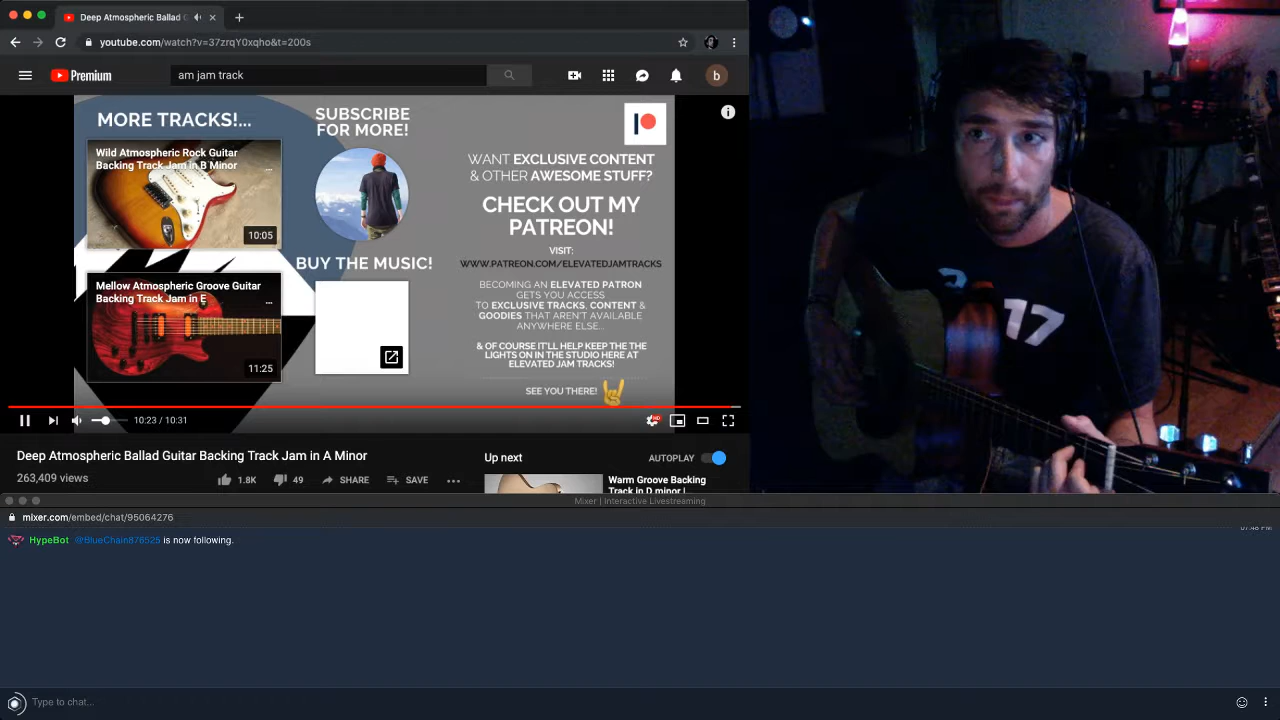 Deep Atmospheric Ballad G
youtube.com/watch?v=37zrqY0xqho&t=200s
Premium
am jam track
b
MORE TRACKS!...
Wild Atmospheric Rock Guitar
Backing Track Jam in B Minor
...
10:05
Mellow Atmospheric Groove Guitar
Backing Track Jam in E
...
11:25
SUBSCRIBE
FOR MORE!
BUY THE MUSIC!
WANT EXCLUSIVE CONTENT
& OTHER AWESOME STUFF?
CHECK OUT MY
PATREON!
VISIT:
WWW.PATREON.COM/ELEVATEDJAMTRACKS
BECOMING AN ELEVATED PATRON
GETS YOU ACCESS
TO EXCLUSIVE TRACKS, CONTENT &
GOODIES THAT AREN'T AVAILABLE
ANYWHERE ELSE...
& OF COURSE IT'LL HELP KEEP THE THE
LIGHTS ON IN THE STUDIO HERE AT
ELEVATED JAM TRACKS!
SEE YOU THERE!
10:23 / 10:31
HD
Deep Atmospheric Ballad Guitar Backing Track Jam in A Minor
263,409 views
1.8K
49
SHARE
SAVE
Up next
AUTOPLAY
Warm Groove Backing
Track in D minor |
17
Mixer | Interactive Livestreaming
mixer.com/embed/chat/95064276
07:48 PM
HypeBot @BlueChain876525 is now following.
Type to chat...